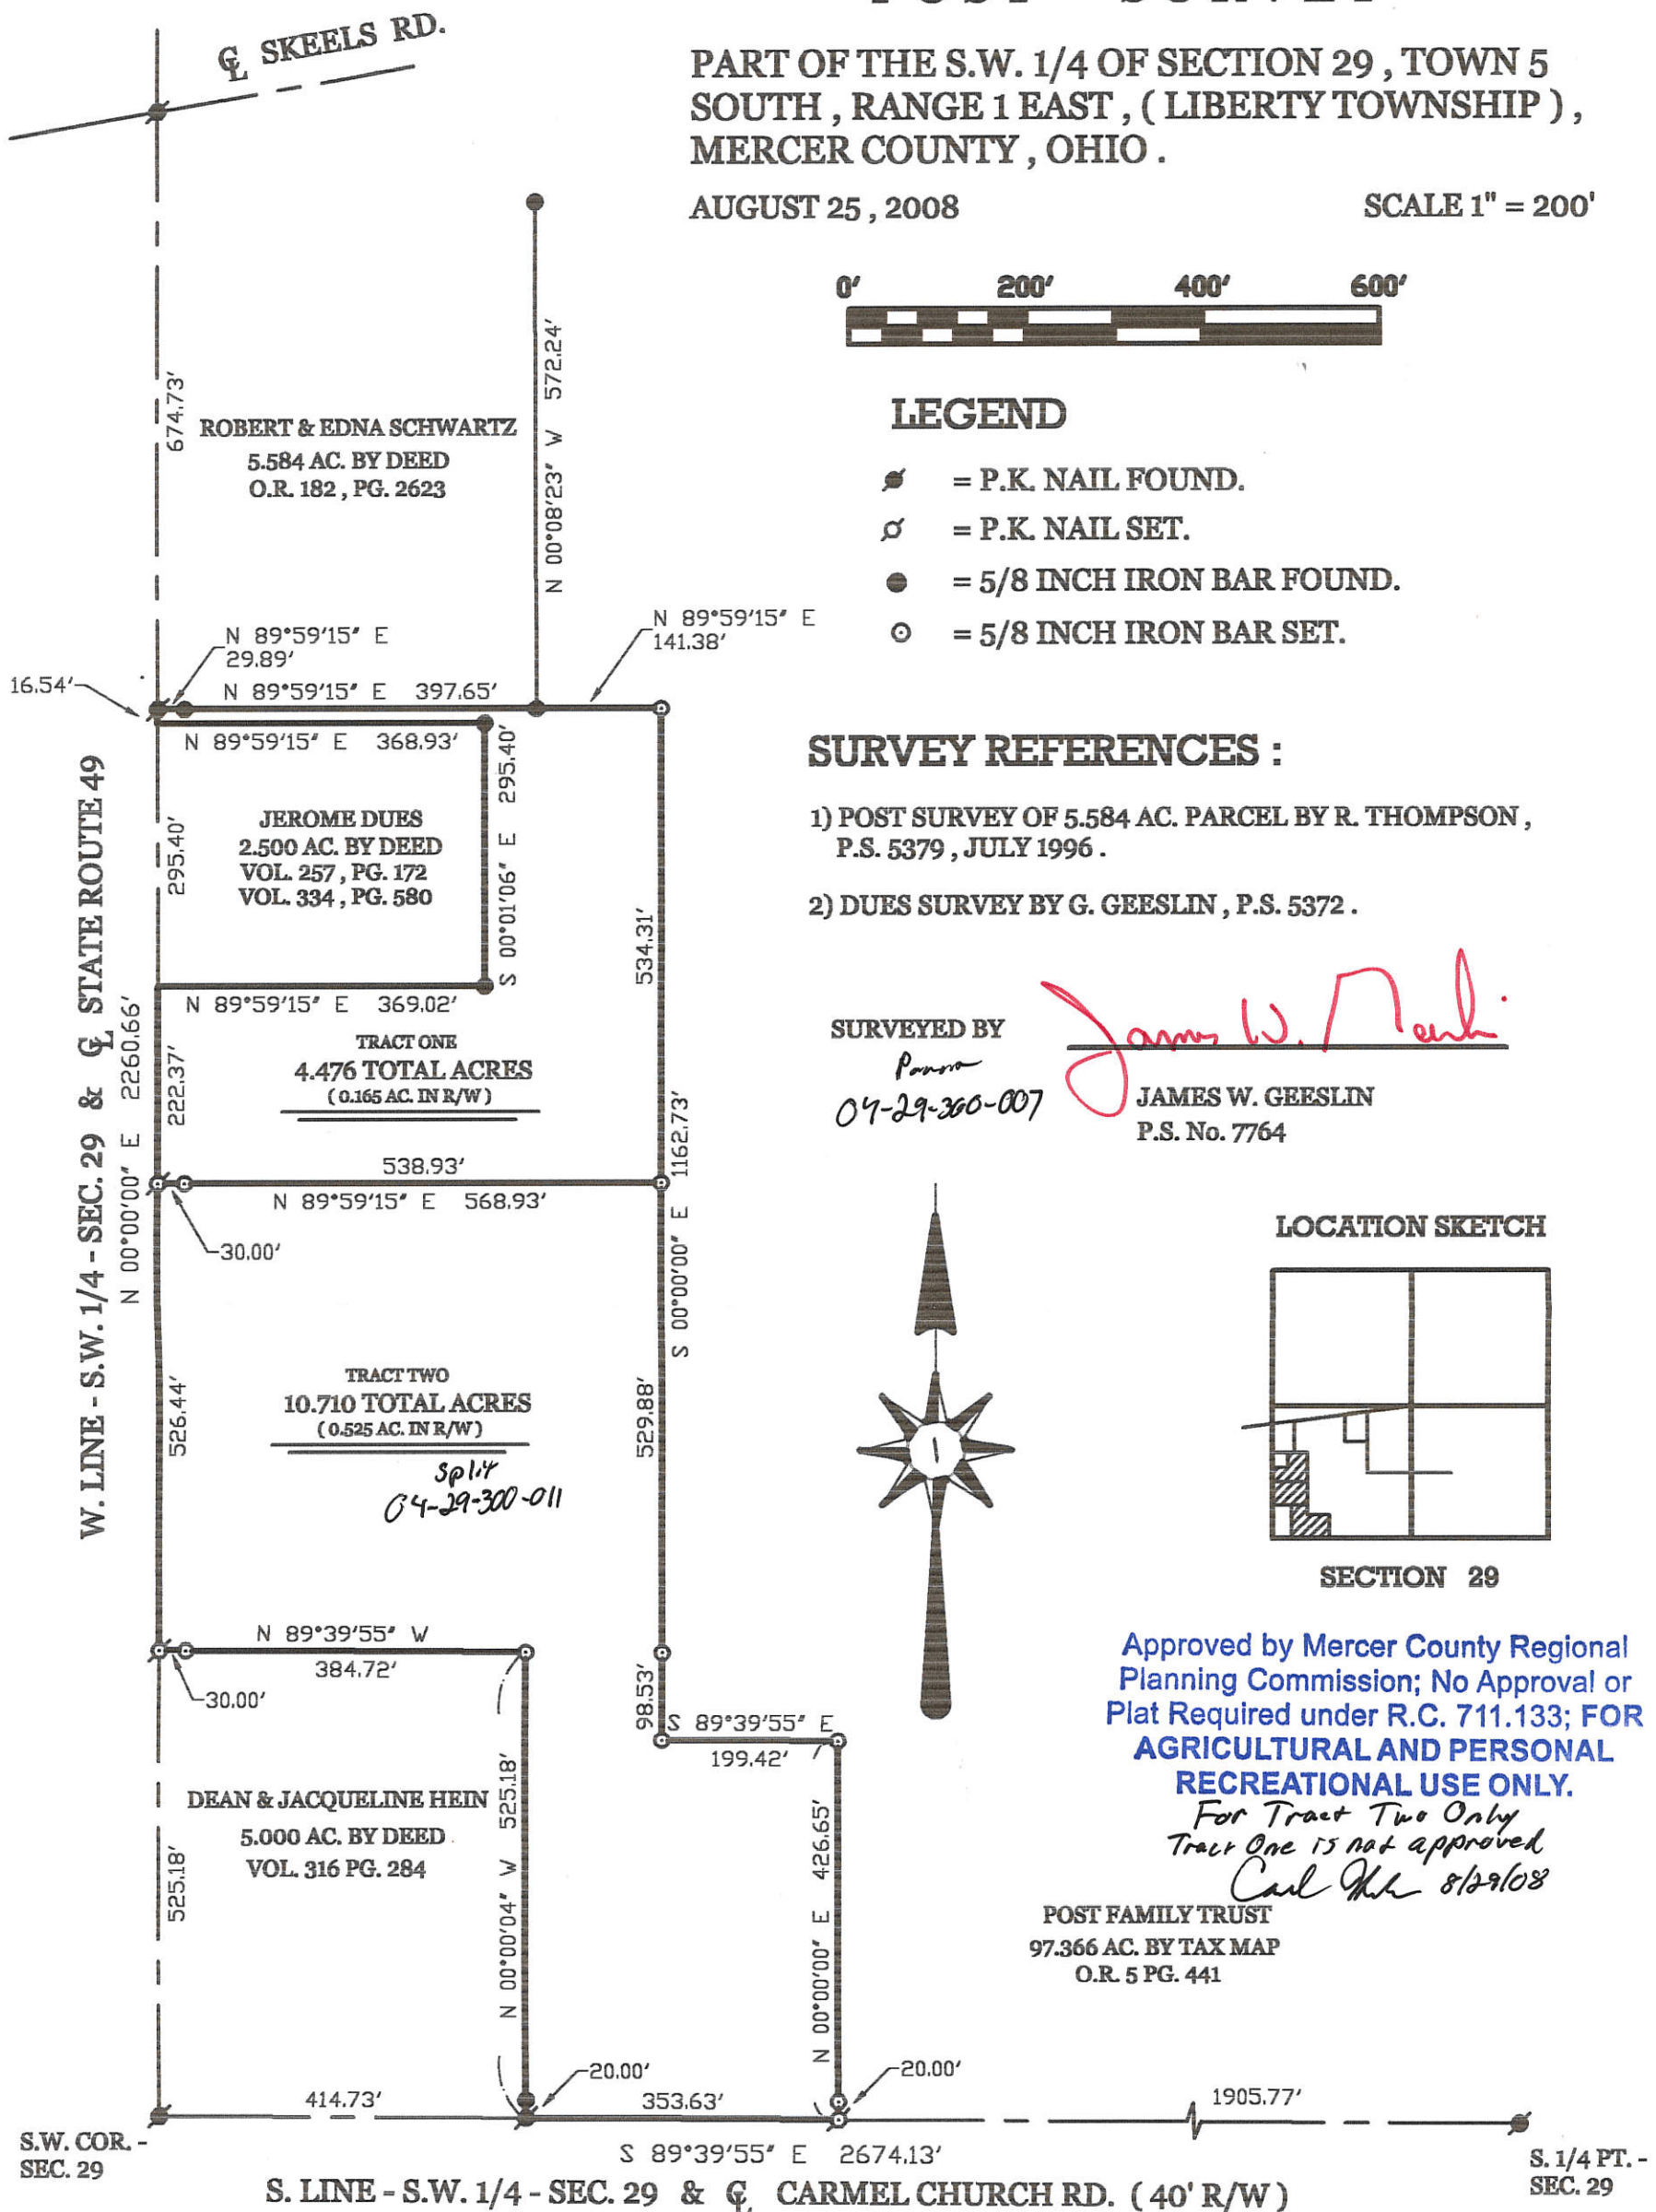 POST SURVEY
PART OF THE S.W. 1/4 OF SECTION 29 , TOWN 5
SOUTH , RANGE 1 EAST , ( LIBERTY TOWNSHIP ) ,
MERCER COUNTY , OHIO .
AUGUST 25 , 2008
SCALE 1" = 200'
0' 200' 400' 600'
LEGEND
= P.K. NAIL FOUND.
= P.K. NAIL SET.
= 5/8 INCH IRON BAR FOUND.
= 5/8 INCH IRON BAR SET.
SURVEY REFERENCES :
1) POST SURVEY OF 5.584 AC. PARCEL BY R. THOMPSON ,
P.S. 5379 , JULY 1996 .
2) DUES SURVEY BY G. GEESLIN , P.S. 5372 .
SURVEYED BY
04-29-300-007
JAMES W. GEESLIN
P.S. No. 7764
LOCATION SKETCH
SECTION 29
Approved by Mercer County Regional
Planning Commission; No Approval or
Plat Required under R.C. 711.133; FOR
AGRICULTURAL AND PERSONAL
RECREATIONAL USE ONLY.
For Tract Two Only
Tract One is not approved
Carl 8/29/08
POST FAMILY TRUST
97.366 AC. BY TAX MAP
O.R. 5 PG. 441
℄ SKEELS RD.
674.73'
ROBERT & EDNA SCHWARTZ
5.584 AC. BY DEED
O.R. 182 , PG. 2623
N 00°08'23" W 572.24'
N 89°59'15" E
29.89'
N 89°59'15" E
141.38'
16.54'
N 89°59'15" E 397.65'
N 89°59'15" E 368.93'
295.40'
JEROME DUES
2.500 AC. BY DEED
VOL. 257 , PG. 172
VOL. 334 , PG. 580
S 00°01'06" E 295.40'
534.31'
N 89°59'15" E 369.02'
W. LINE - S.W. 1/4 - SEC. 29 & ℄ STATE ROUTE 49
N 00°00'00" E 2260.66'
222.37'
TRACT ONE
4.476 TOTAL ACRES
( 0.165 AC. IN R/W )
S 00°00'00" E 1162.73'
538.93'
N 89°59'15" E 568.93'
30.00'
526.44'
TRACT TWO
10.710 TOTAL ACRES
( 0.525 AC. IN R/W )
split
04-29-300-011
529.88'
N 89°39'55" W
384.72'
30.00'
98.53'
S 89°39'55" E
199.42'
DEAN & JACQUELINE HEIN
5.000 AC. BY DEED
VOL. 316 PG. 284
525.18'
N 00°00'04" W 525.18'
N 00°00'00" E 426.65'
20.00'
20.00'
414.73'
353.63'
1905.77'
S.W. COR. -
SEC. 29
S 89°39'55" E 2674.13'
S. 1/4 PT. -
SEC. 29
S. LINE - S.W. 1/4 - SEC. 29 & ℄ CARMEL CHURCH RD. ( 40' R/W )